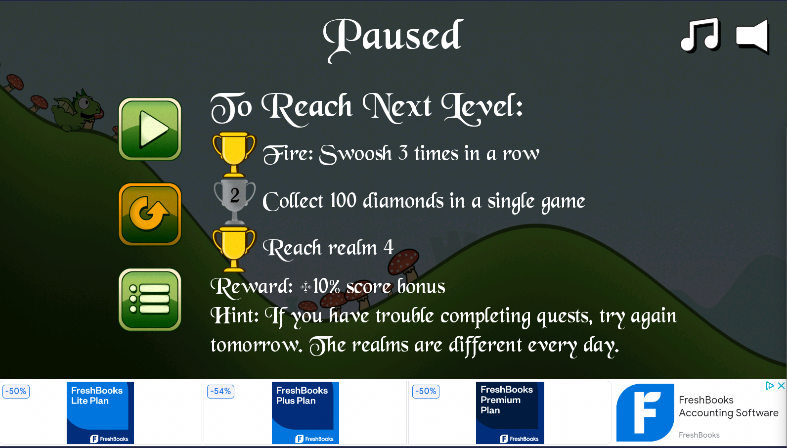 Paused
To Reach Next Level:
Fire: Swoosh 3 times in a row
2
Collect 100 diamonds in a single game
Reach realm 4
Reward: +10% score bonus
Hint: If you have trouble completing quests, try again
tomorrow. The realms are different every day.
-50%
FreshBooks
Lite Plan
FreshBooks
-54%
FreshBooks
Plus Plan
FreshBooks
-50%
FreshBooks
Premium
Plan
FreshBooks
F
FreshBooks
Accounting Software
FreshBooks